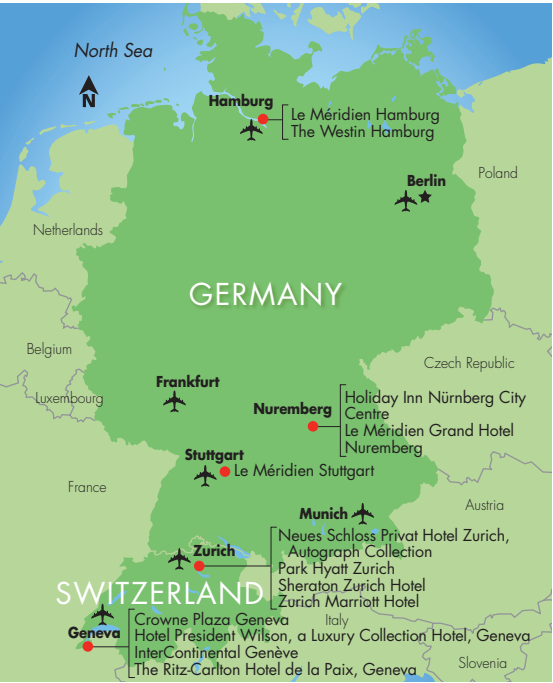 North Sea
N
Hamburg
Le Méridien Hamburg
The Westin Hamburg
Poland
Berlin
Netherlands
GERMANY
Belgium
Czech Republic
Luxembourg
Frankfurt
Nuremberg
Holiday Inn Nürnberg City
Centre
Le Méridien Grand Hotel
Nuremberg
Stuttgart
Le Méridien Stuttgart
France
Austria
Munich
Zurich
Neues Schloss Privat Hotel Zurich,
Autograph Collection
Park Hyatt Zurich
Sheraton Zurich Hotel
Zurich Marriott Hotel
SWITZERLAND
Italy
Geneva
Crowne Plaza Geneva
Hotel President Wilson, a Luxury Collection Hotel, Geneva
InterContinental Genève
The Ritz-Carlton Hotel de la Paix, Geneva
Slovenia